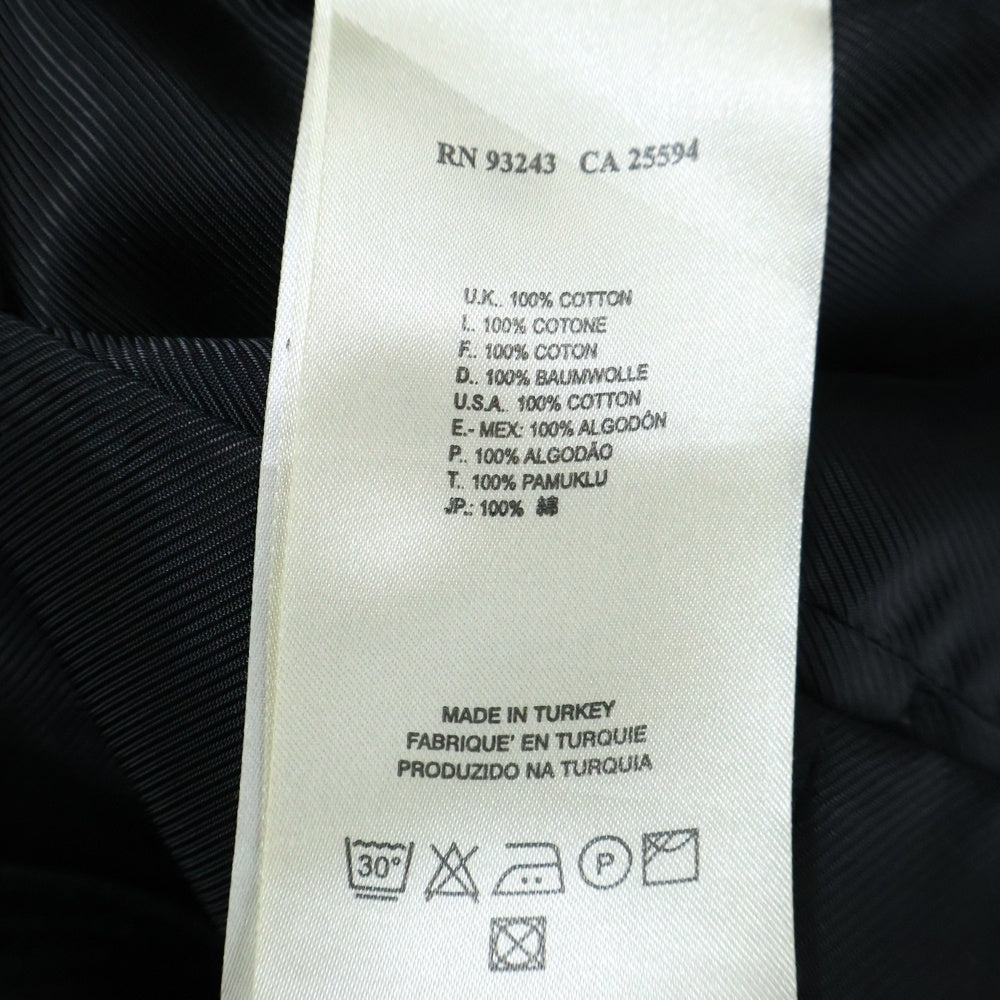 RN 93243 CA 25594
U.K.. 100% COTTON
I.. 100% COTONE
F.. 100% COTON
D.. 100% BAUMWOLLE
U.S.A.. 100% COTTON
E.- MEX: 100% ALGODÓN
P.. 100% ALGODÃO
T.. 100% PAMUKLU
JP.: 100% 綿
MADE IN TURKEY
FABRIQUE' EN TURQUIE
PRODUZIDO NA TURQUIA
30° P